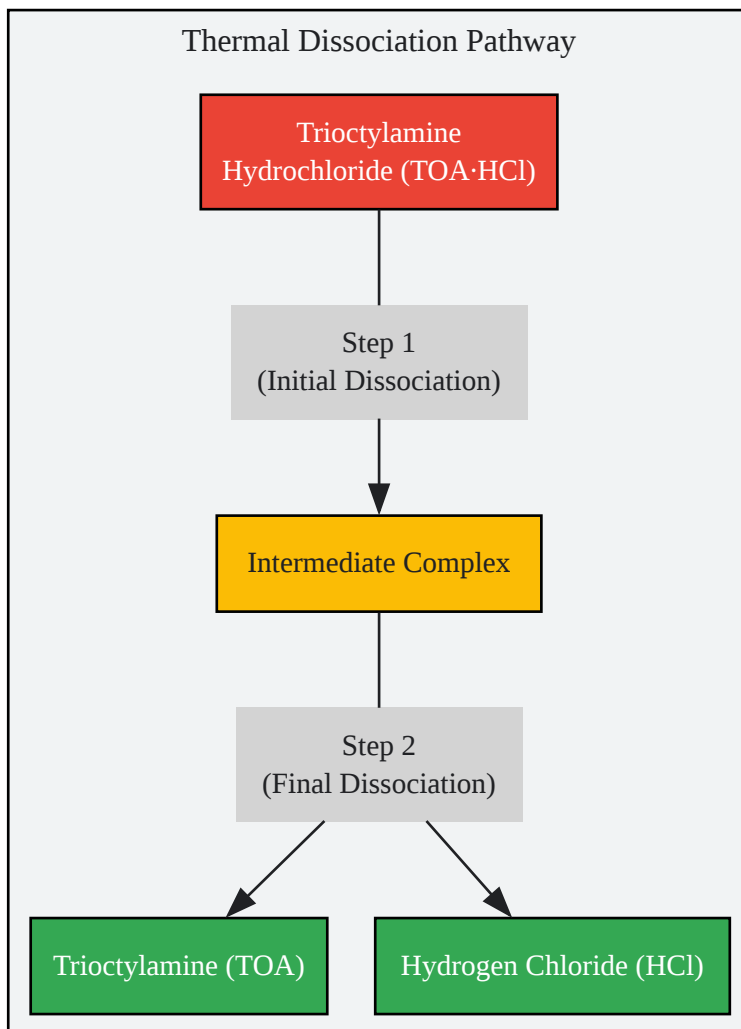 Thermal Dissociation Pathway
Trioctylamine
Hydrochloride (TOA·HCl)
Step 1
(Initial Dissociation)
Intermediate Complex
Step 2
(Final Dissociation)
Trioctylamine (TOA)
Hydrogen Chloride (HCl)